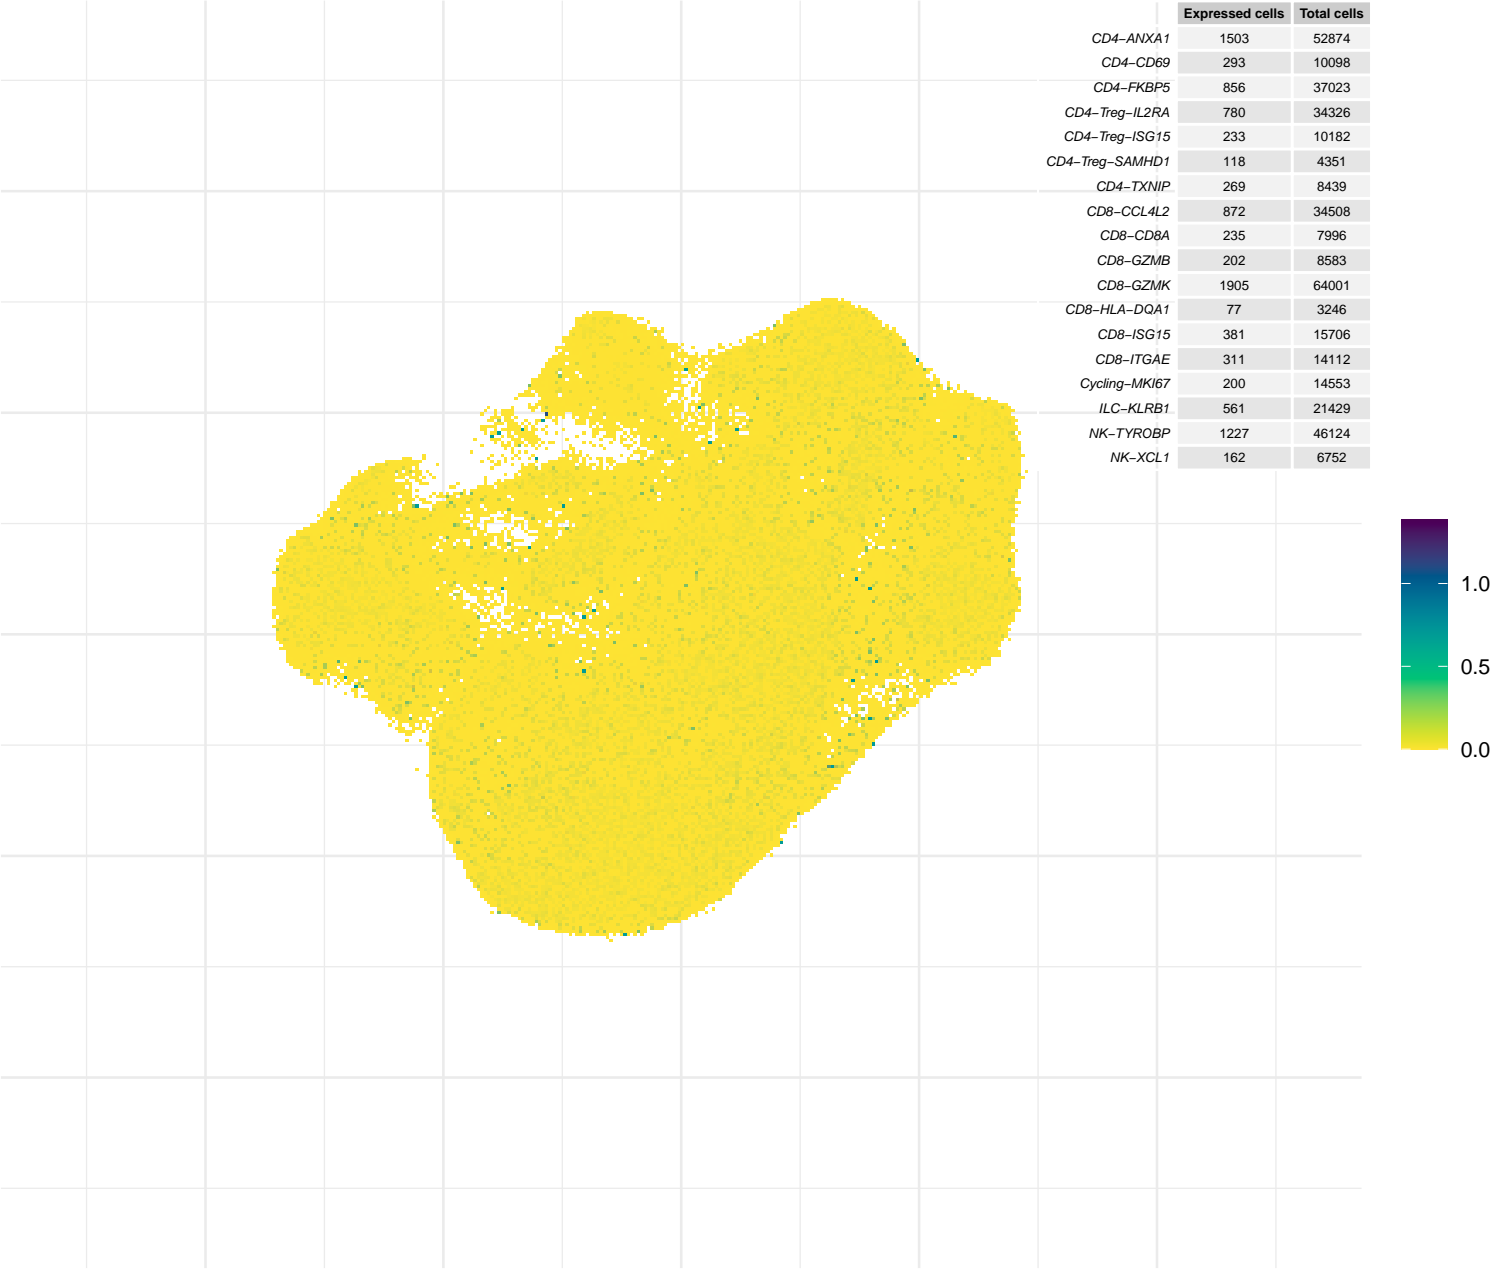 Expressed cells Total cells
CD4−ANXA1 1503 52874
CD4−CD69 293 10098
CD4−FKBP5 856 37023
CD4−Treg−IL2RA 780 34326
CD4−Treg−ISG15 233 10182
CD4−Treg−SAMHD1 118 4351
CD4−TXNIP 269 8439
CD8−CCL4L2 872 34508
CD8−CD8A 235 7996
CD8−GZMB 202 8583
CD8−GZMK 1905 64001
CD8−HLA−DQA1 77 3246
CD8−ISG15 381 15706
CD8−ITGAE 311 14112
Cycling−MKI67 200 14553
ILC−KLRB1 561 21429
NK−TYROBP 1227 46124
NK−XCL1 162 6752
1.0
0.5
0.0